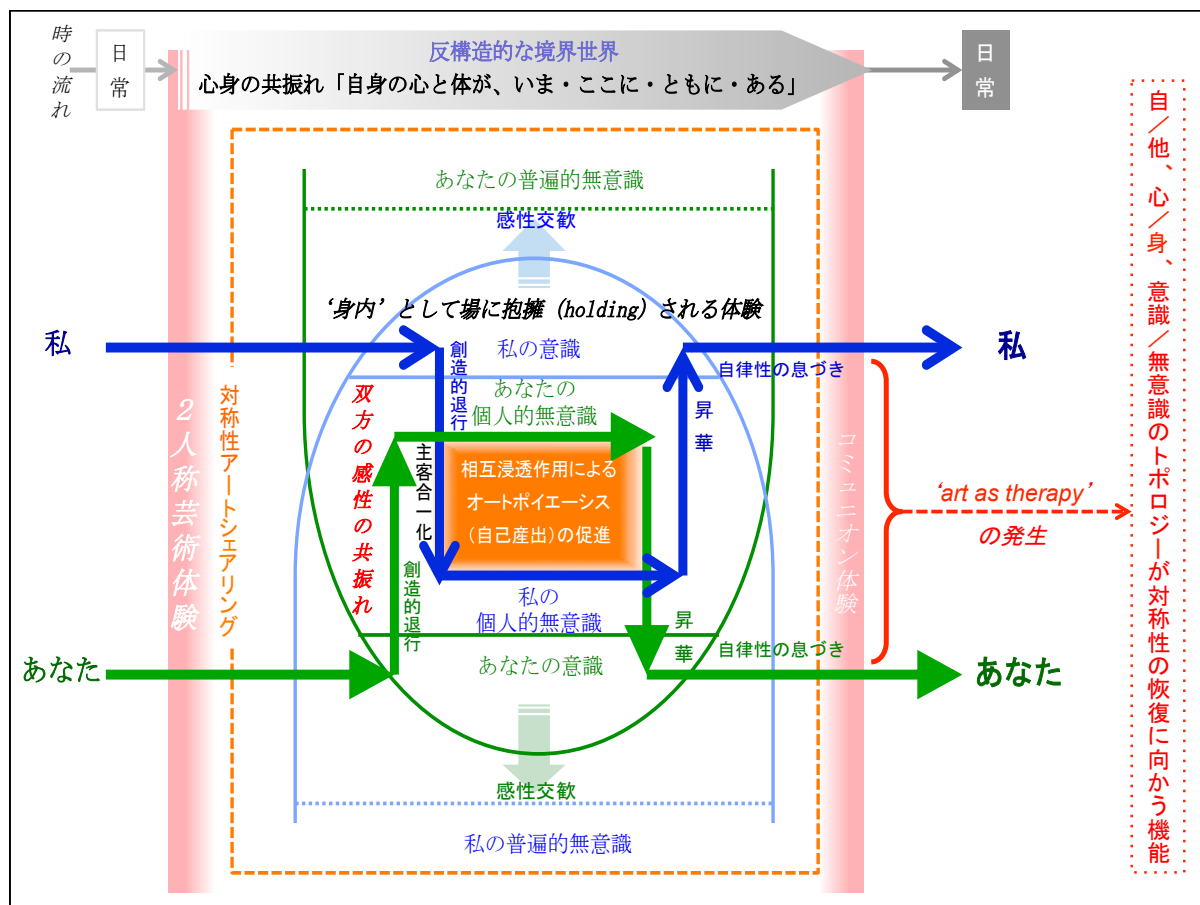 時の流れ
日常
反構造的な境界世界
心身の共振れ「自身の心と体が、いま・ここに・ともに・ある」
日常
あなたの普遍的無意識
感性交歓
‘身内’として場に抱擁(holding)される体験
私
私の意識
私
創造的退行
自律性の息づき
あなたの
個人的無意識
昇華
2人称芸術体験
対称性アートシェアリング
双方の感性の共振れ
主客合一化
相互浸透作用による
オートポイエーシス
(自己産出)の促進
コミュニオン体験
‘art as therapy’
の発生
自/他、心/身、意識/無意識のトポロジーが対称性の恢復に向かう機能
創造的退行
私の
個人的無意識
昇華
自律性の息づき
あなた
あなたの意識
あなた
感性交歓
私の普遍的無意識